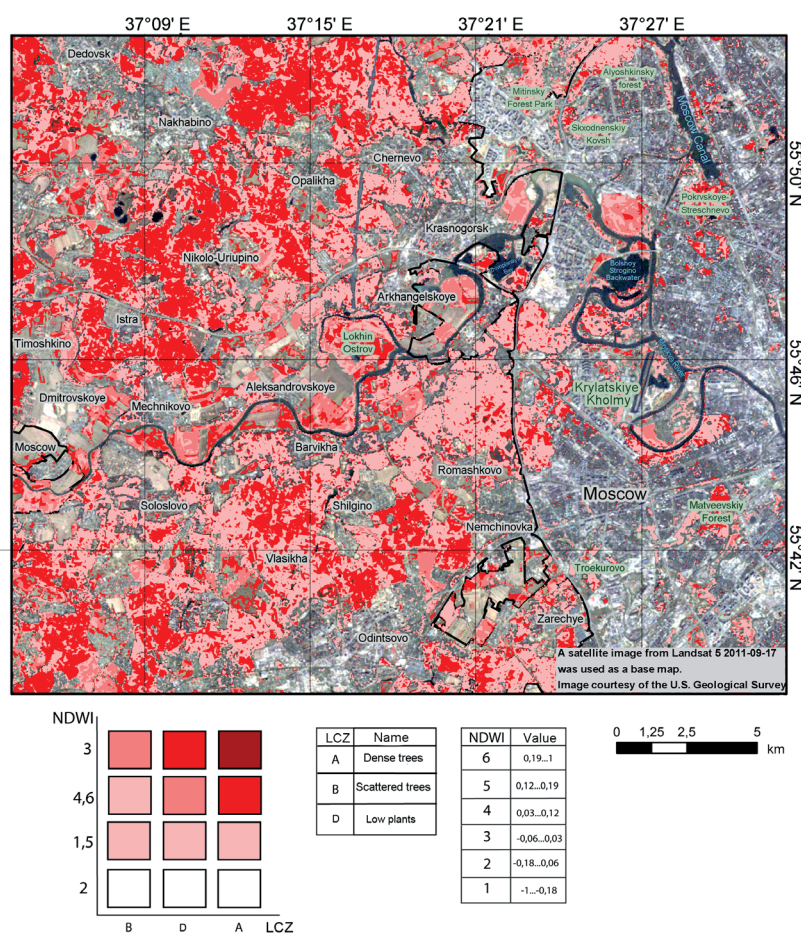 37°09' E
37°15' E
37°21' E
37°27' E
Dedovsk
Alyoshkinsky
forest
Mitinsky
Forest Park
Moscow Canal
Nakhabino
Skxodnenskiy
Kovsh
Chernevo
55°50' N
Opalikha
Pokrvskoye-
Streschnevo
Krasnogorsk
Nikolo-Uriupino
Bolshoy
Strogino
Backwater
Arkhangelskoye
Istra
Lokhin
Ostrov
Timoshkino
55°46' N
Krylatskiye
Kholmy
Aleksandrovskoye
Dmitrovskoye
Mechnikovo
Moscow
Barvikha
Romashkovo
Moscow
Soloslovo
Shilgino
Matveevskiy
Forest
Nemchinovka
Vlasikha
55°42' N
Troekurovo
Zarechye
Odintsovo
A satellite image from Landsat 5 2011-09-17
was used as a base map.
Image courtesy of the U.S. Geological Survey
NDWI
3
4,6
1,5
2
B D A LCZ
LCZ Name
A Dense trees
B Scattered trees
D Low plants
NDWI Value
6 0,19...1
5 0,12...0,19
4 0,03...0,12
3 -0,06...0,03
2 -0,18...0,06
1 -1...-0,18
0 1,25 2,5 5
km